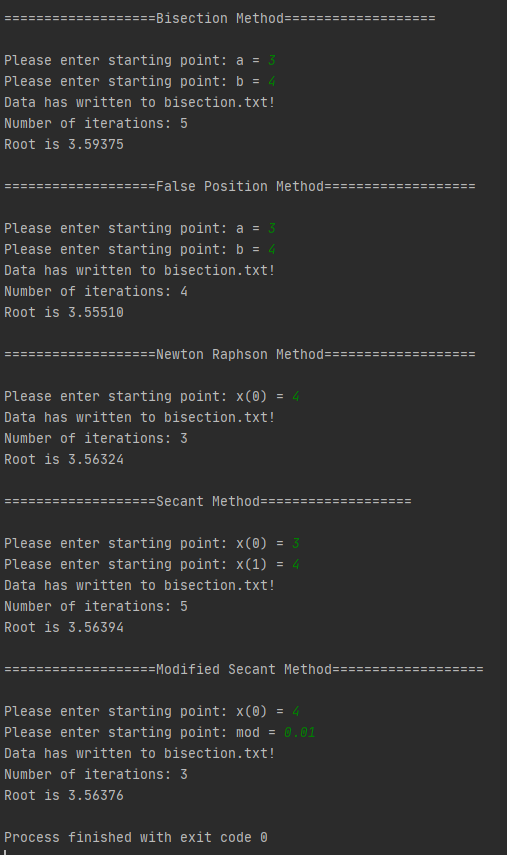 ===================Bisection Method===================
Please enter starting point: a = 3
Please enter starting point: b = 4
Data has written to bisection.txt!
Number of iterations: 5
Root is 3.59375
===================False Position Method===================
Please enter starting point: a = 3
Please enter starting point: b = 4
Data has written to bisection.txt!
Number of iterations: 4
Root is 3.55510
===================Newton Raphson Method===================
Please enter starting point: x(0) = 4
Data has written to bisection.txt!
Number of iterations: 3
Root is 3.56324
===================Secant Method===================
Please enter starting point: x(0) = 3
Please enter starting point: x(1) = 4
Data has written to bisection.txt!
Number of iterations: 5
Root is 3.56394
===================Modified Secant Method===================
Please enter starting point: x(0) = 4
Please enter starting point: mod = 0.01
Data has written to bisection.txt!
Number of iterations: 3
Root is 3.56376
Process finished with exit code 0